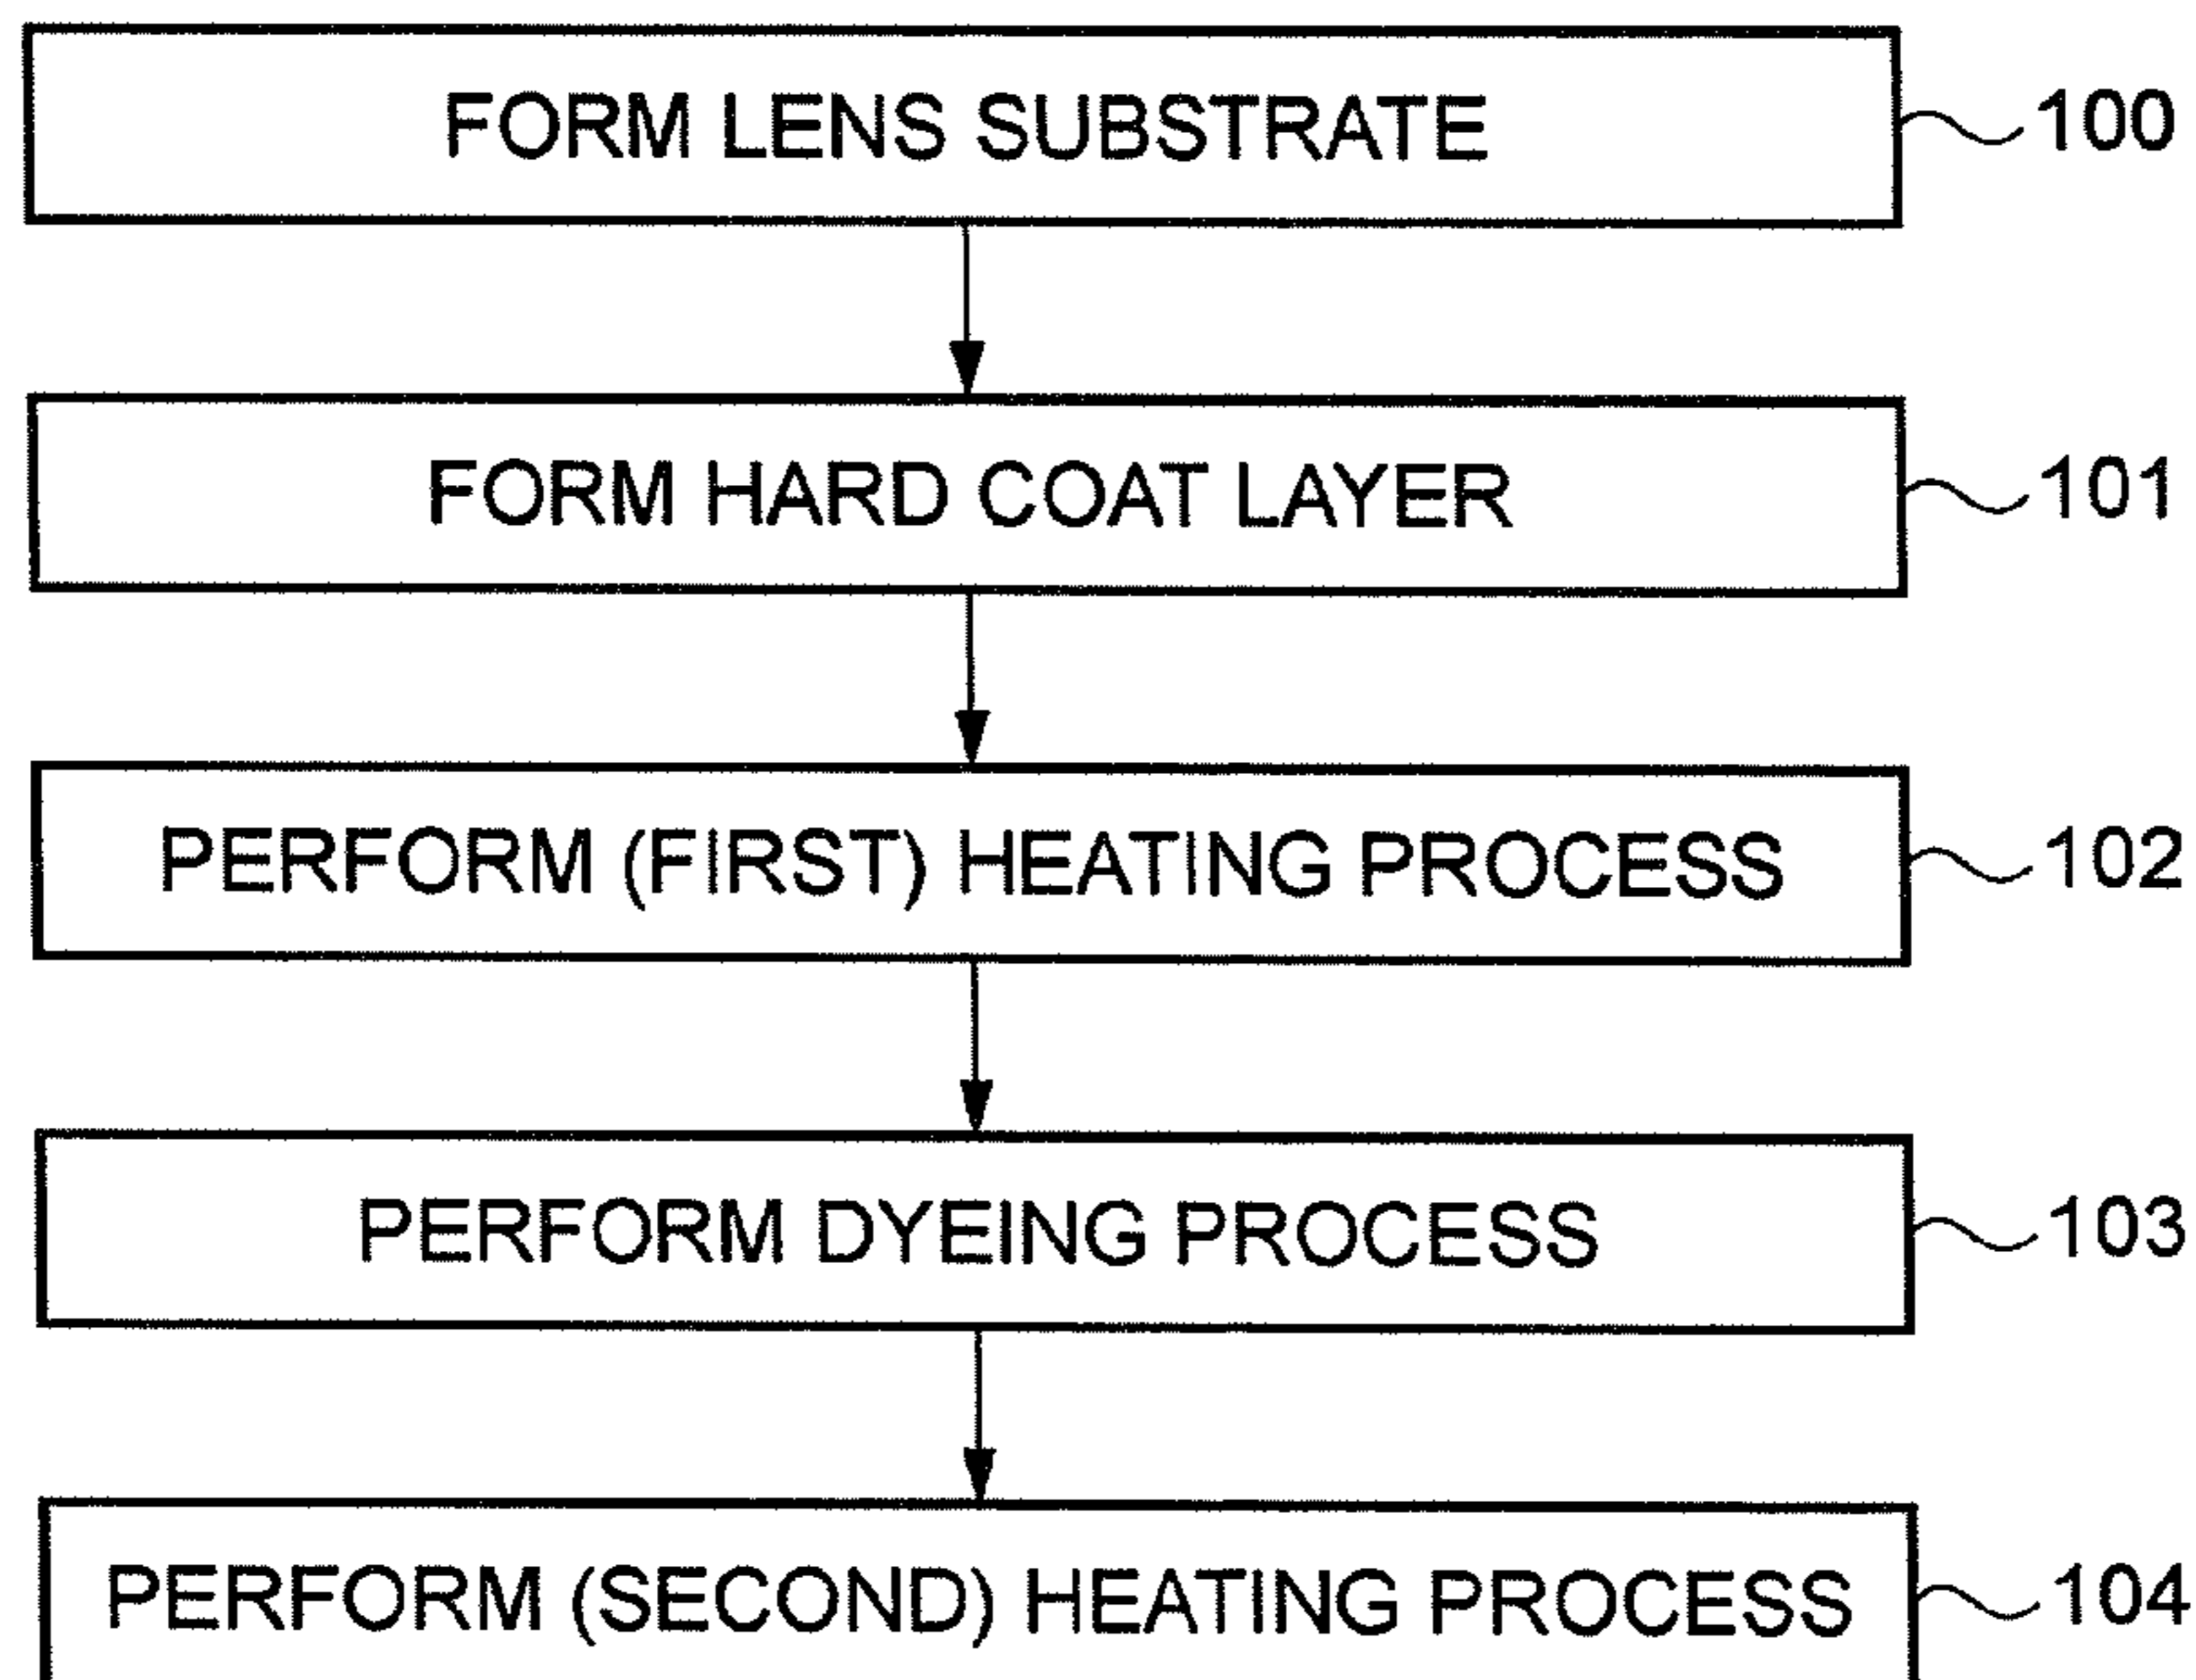 FORM LENS SUBSTRATE 100
FORM HARD COAT LAYER 101
PERFORM (FIRST) HEATING PROCESS 102
PERFORM DYEING PROCESS 103
PERFORM (SECOND) HEATING PROCESS 104